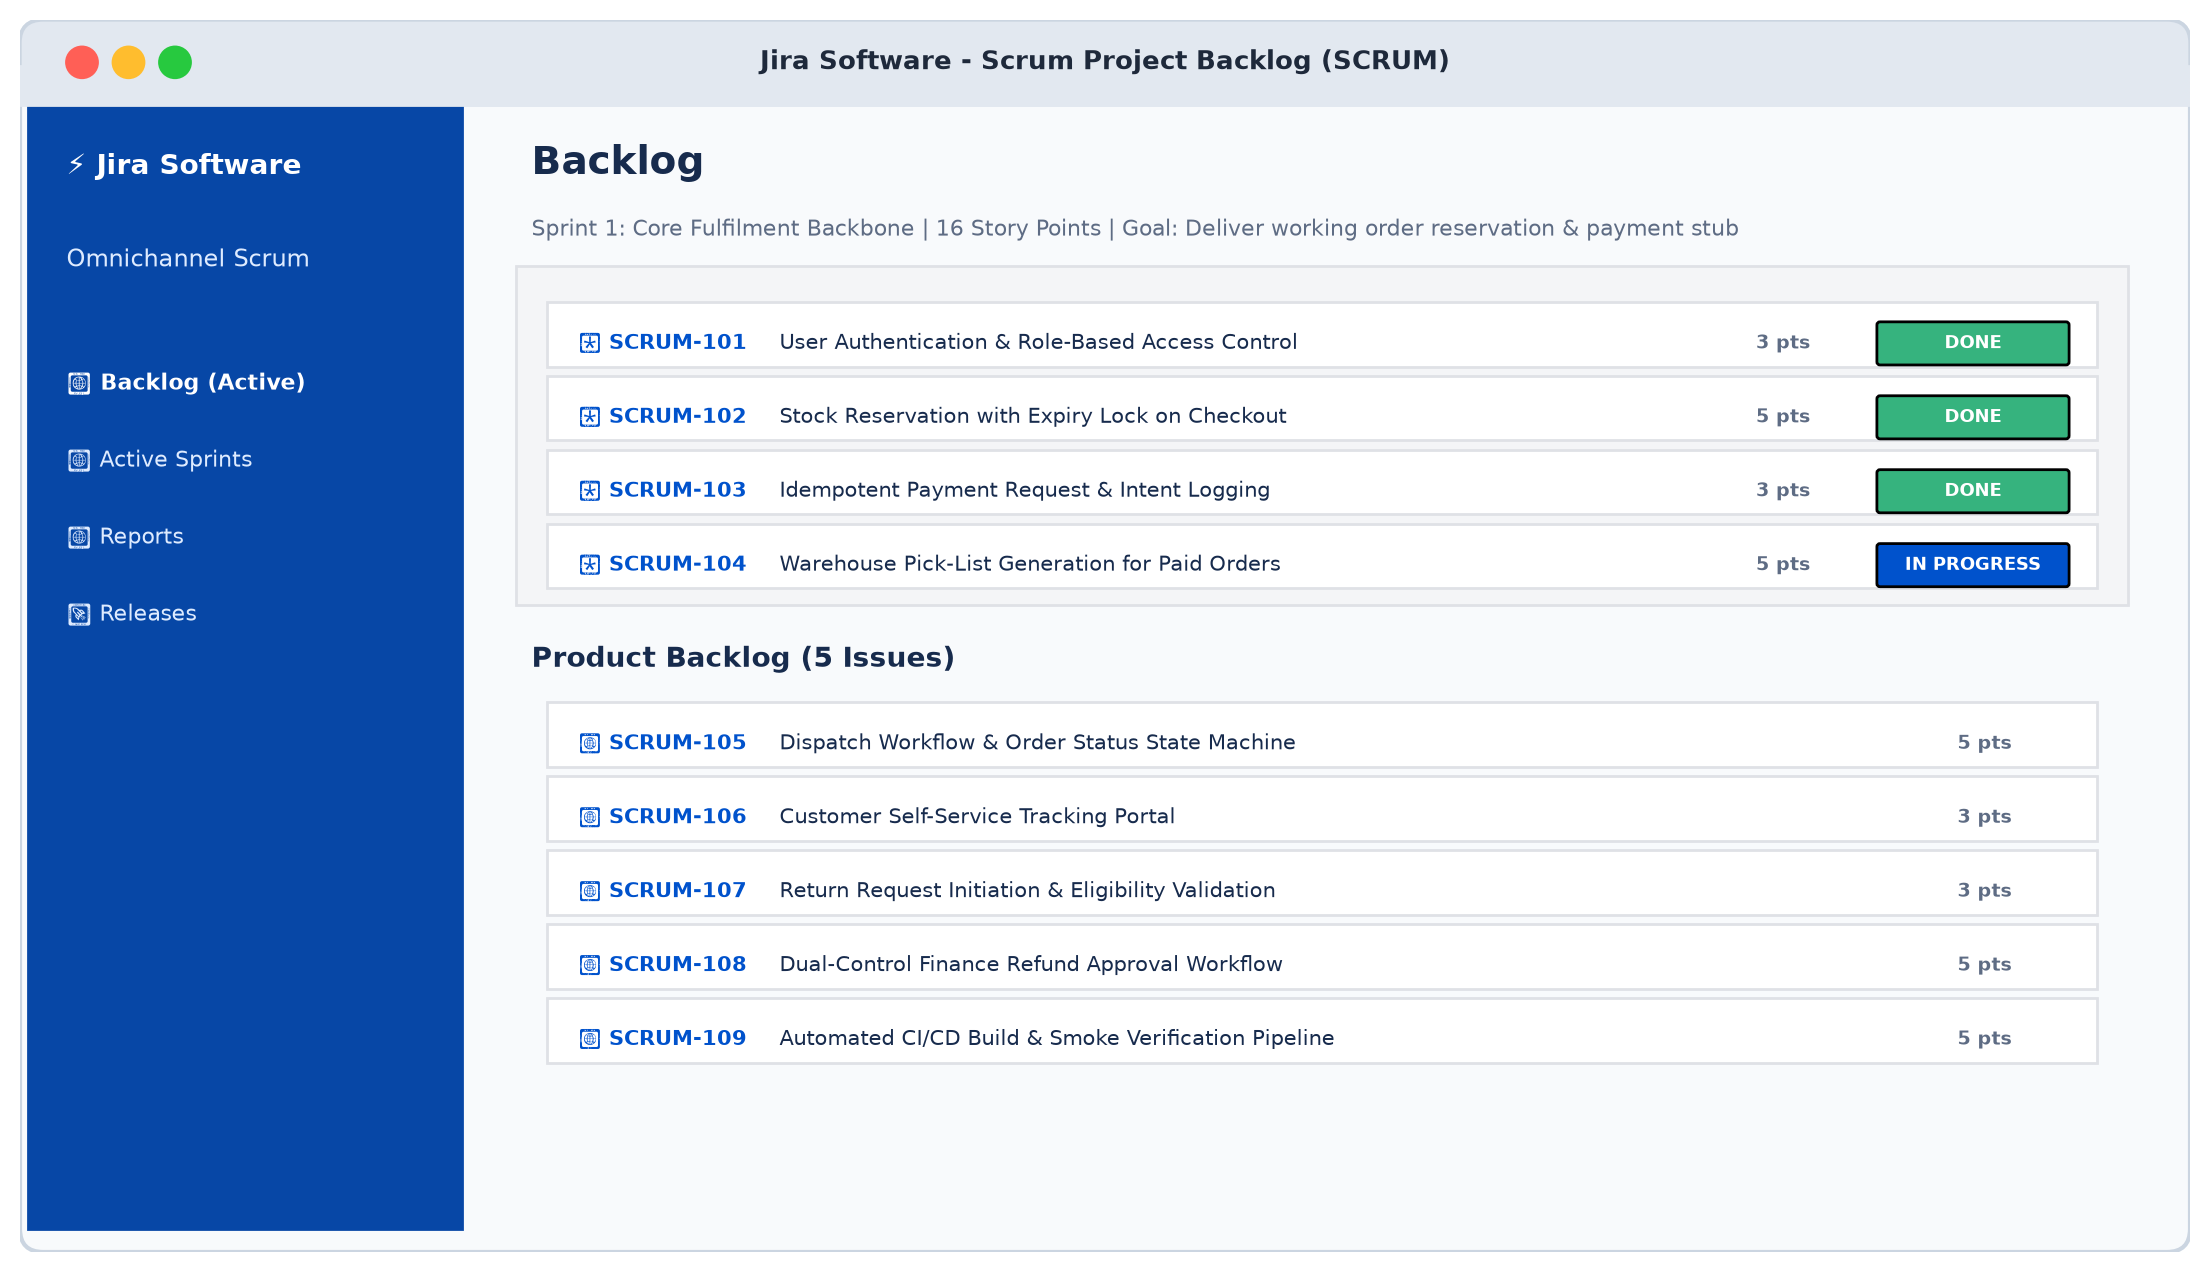 Jira Software - Scrum Project Backlog (SCRUM)
⚡ Jira Software
Omnichannel Scrum
Backlog (Active)
Active Sprints
Reports
Releases
Backlog
Sprint 1: Core Fulfilment Backbone | 16 Story Points | Goal: Deliver working order reservation & payment stub
SCRUM-101 User Authentication & Role-Based Access Control 3 pts DONE
SCRUM-102 Stock Reservation with Expiry Lock on Checkout 5 pts DONE
SCRUM-103 Idempotent Payment Request & Intent Logging 3 pts DONE
SCRUM-104 Warehouse Pick-List Generation for Paid Orders 5 pts IN PROGRESS
Product Backlog (5 Issues)
SCRUM-105 Dispatch Workflow & Order Status State Machine 5 pts
SCRUM-106 Customer Self-Service Tracking Portal 3 pts
SCRUM-107 Return Request Initiation & Eligibility Validation 3 pts
SCRUM-108 Dual-Control Finance Refund Approval Workflow 5 pts
SCRUM-109 Automated CI/CD Build & Smoke Verification Pipeline 5 pts